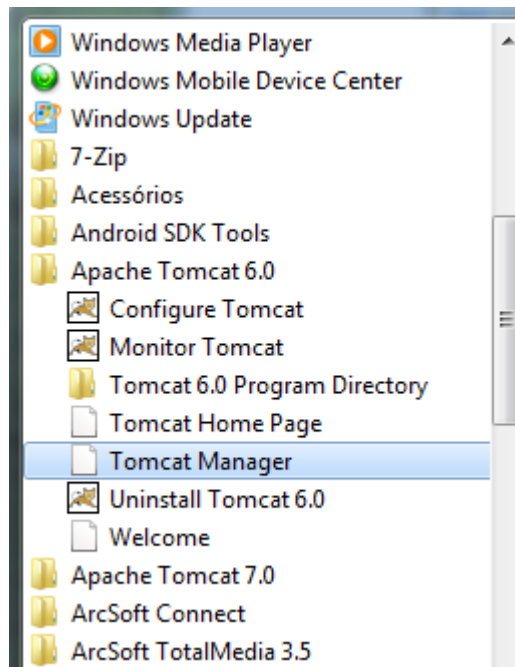 Windows Media Player
Windows Mobile Device Center
Windows Update
7-Zip
Acessórios
Android SDK Tools
Apache Tomcat 6.0
Configure Tomcat
Monitor Tomcat
Tomcat 6.0 Program Directory
Tomcat Home Page
Tomcat Manager
Uninstall Tomcat 6.0
Welcome
Apache Tomcat 7.0
ArcSoft Connect
ArcSoft TotalMedia 3.5